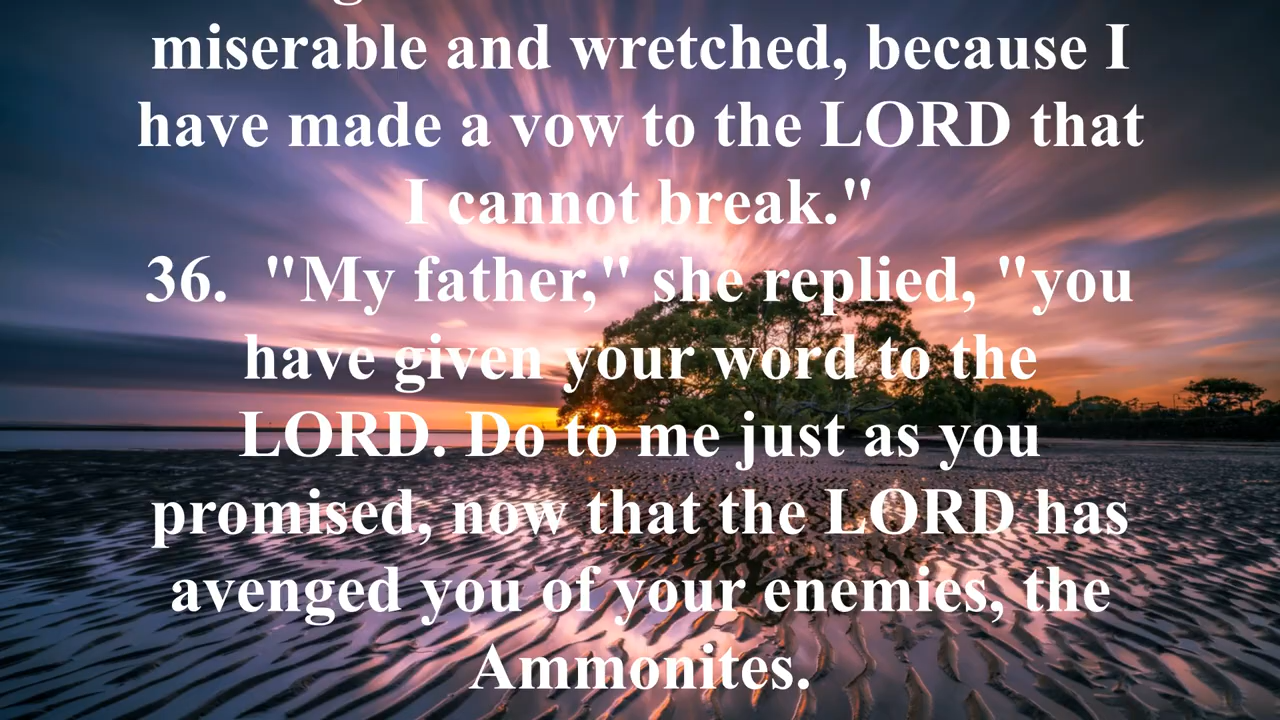 miserable and wretched, because I
have made a vow to the LORD that
I cannot break."
36. "My father," she replied, "you
have given your word to the
LORD. Do to me just as you
promised, now that the LORD has
avenged you of your enemies, the
Ammonites.